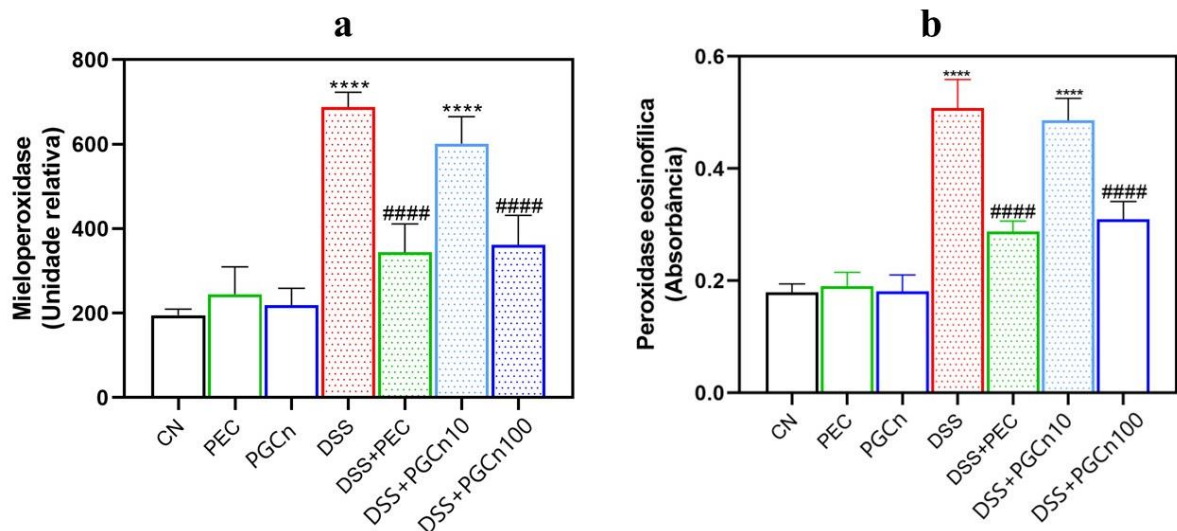 a
Mieloperoxidase
(Unidade relativa)
800
600
400
200
0
****
####
****
####
CN
PEC
PGCn
DSS
DSS+PEC
DSS+PGCn10
DSS+PGCn100
b
Peroxidase eosinofílica
(Absorbância)
0.6
0.4
0.2
0.0
****
####
****
####
CN
PEC
PGCn
DSS
DSS+PEC
DSS+PGCn10
DSS+PGCn100